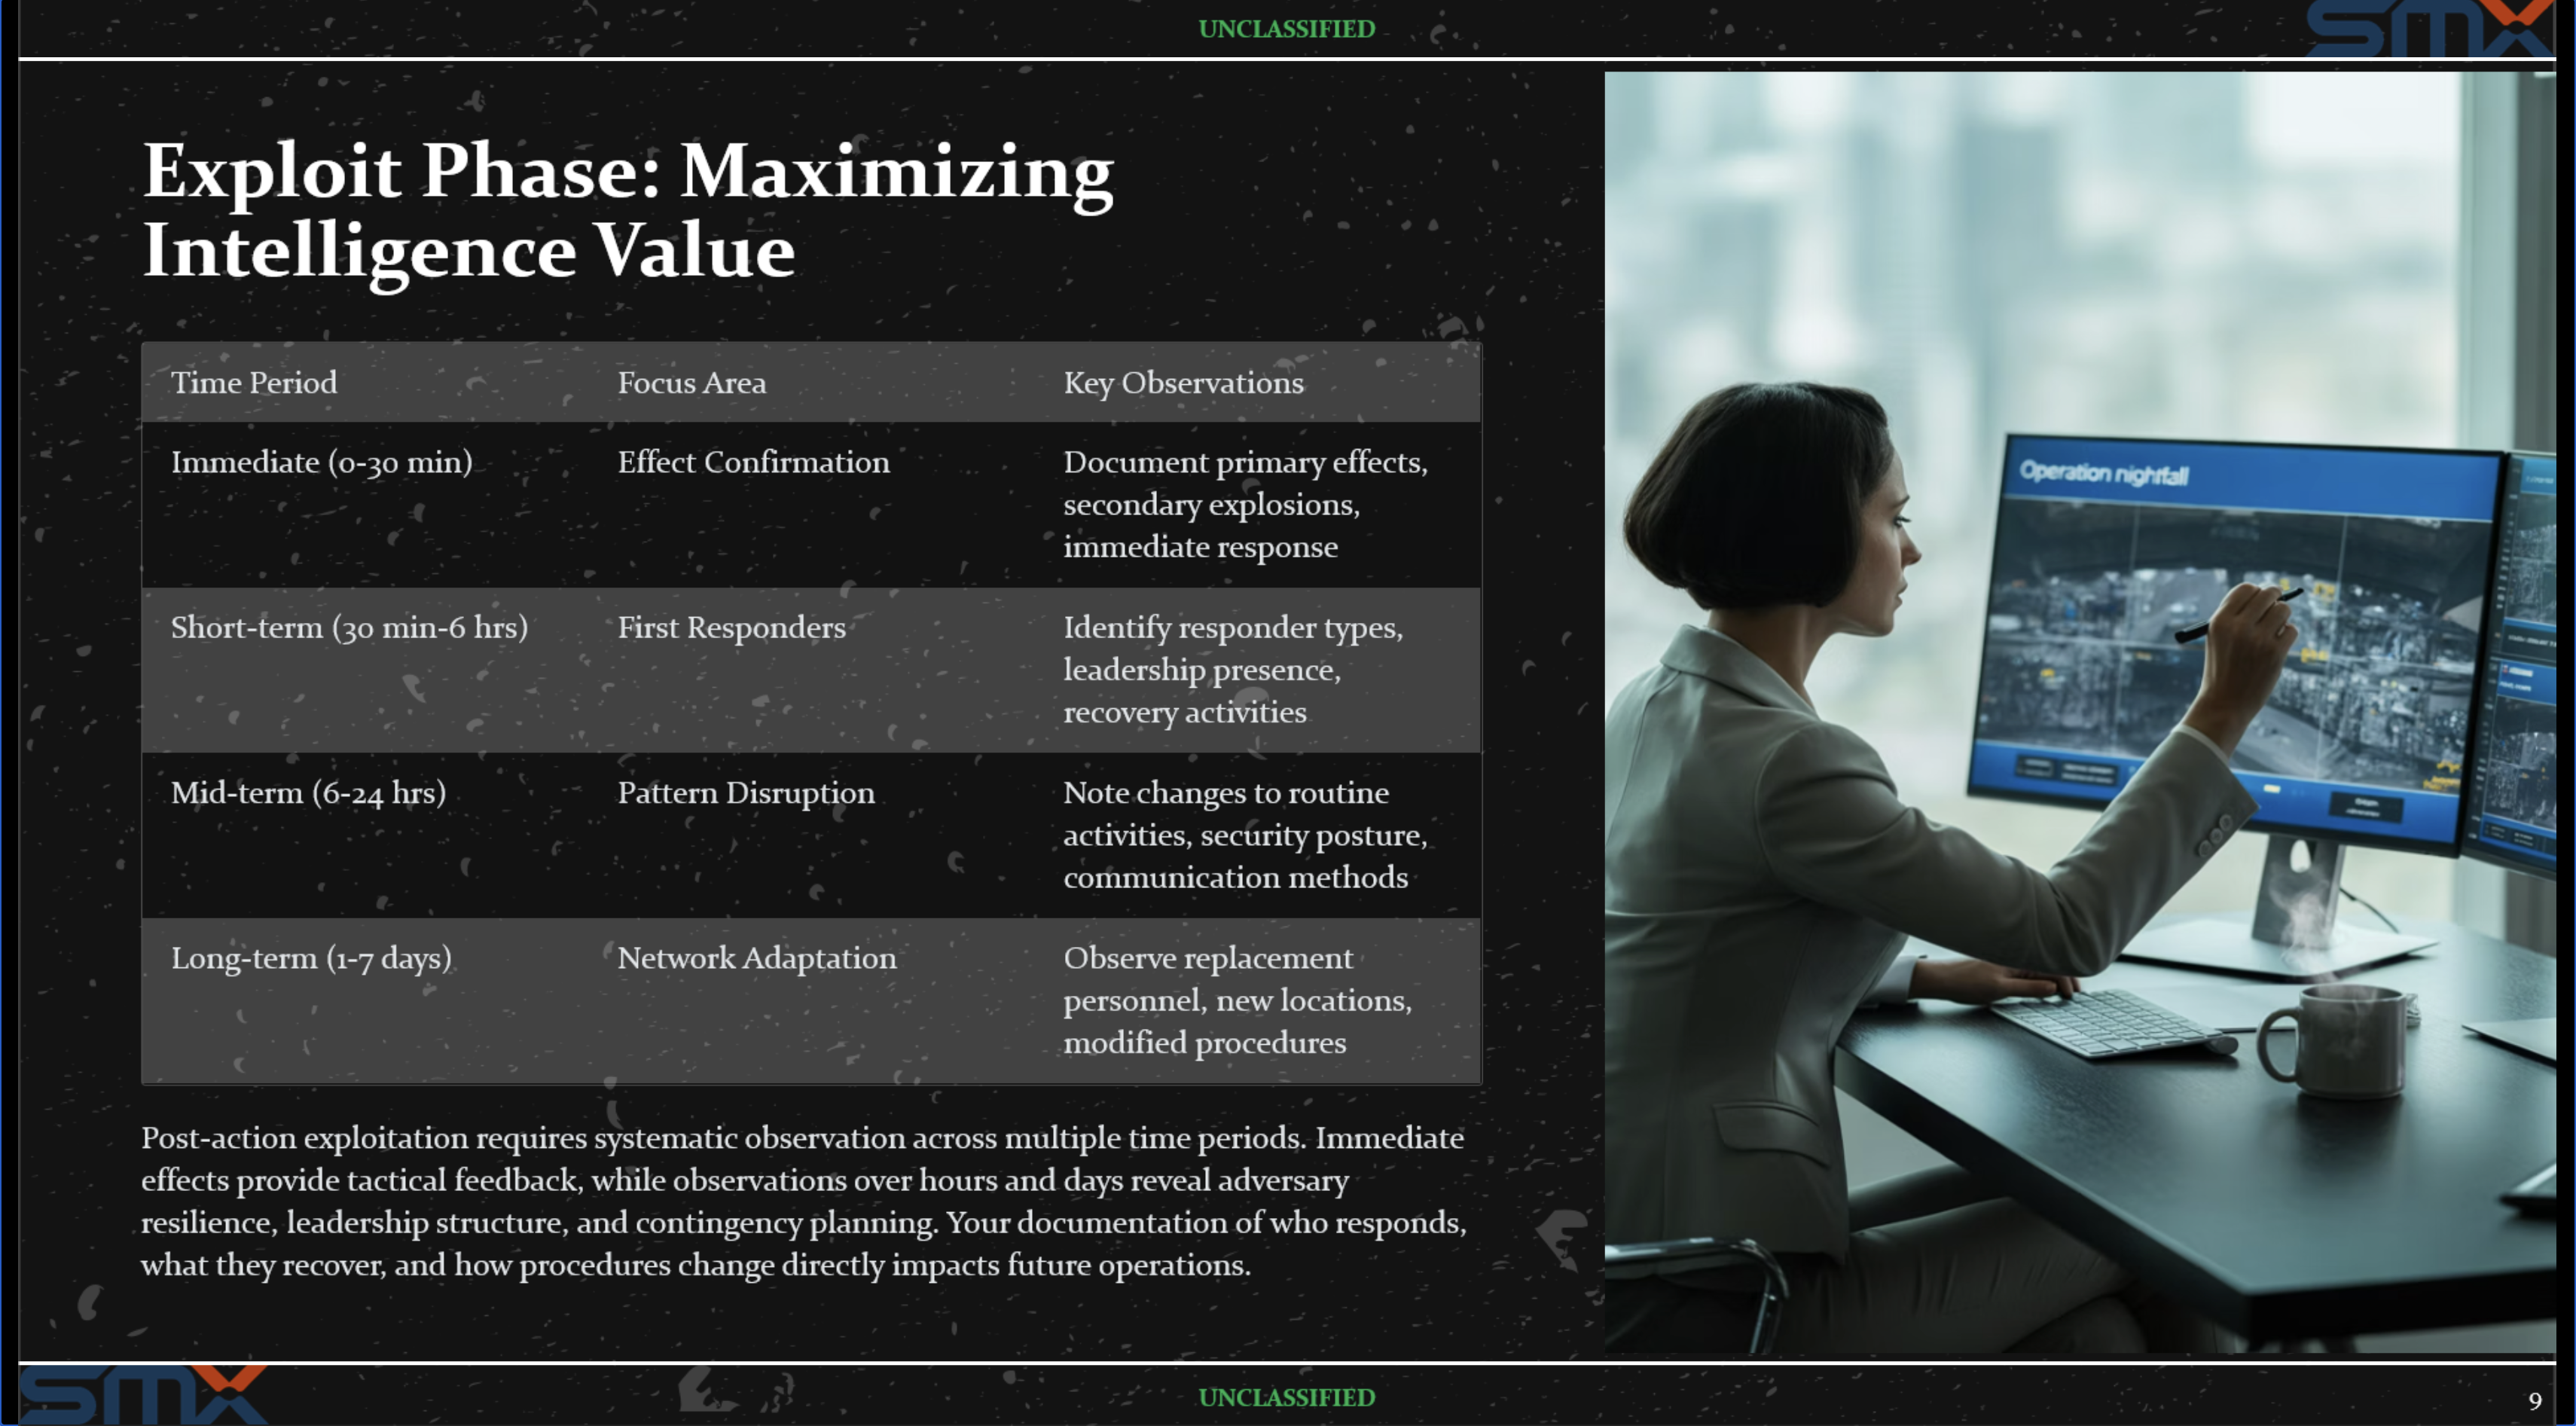 UNCLASSIFIED
SMX
Exploit Phase: Maximizing
Intelligence Value
Time Period
Focus Area
Key Observations
Immediate (0-30 min)
Effect Confirmation
Document primary effects,
secondary explosions,
immediate response
Short-term (30 min-6 hrs)
First Responders
Identify responder types,
leadership presence,
recovery activities
Mid-term (6-24 hrs)
Pattern Disruption
Note changes to routine
activities, security posture,
communication methods
Long-term (1-7 days)
Network Adaptation
Observe replacement
personnel, new locations,
modified procedures
Post-action exploitation requires systematic observation across multiple time periods. Immediate
effects provide tactical feedback, while observations over hours and days reveal adversary
resilience, leadership structure, and contingency planning. Your documentation of who responds,
what they recover, and how procedures change directly impacts future operations.
Operation nightfall
SMX
UNCLASSIFIED
9